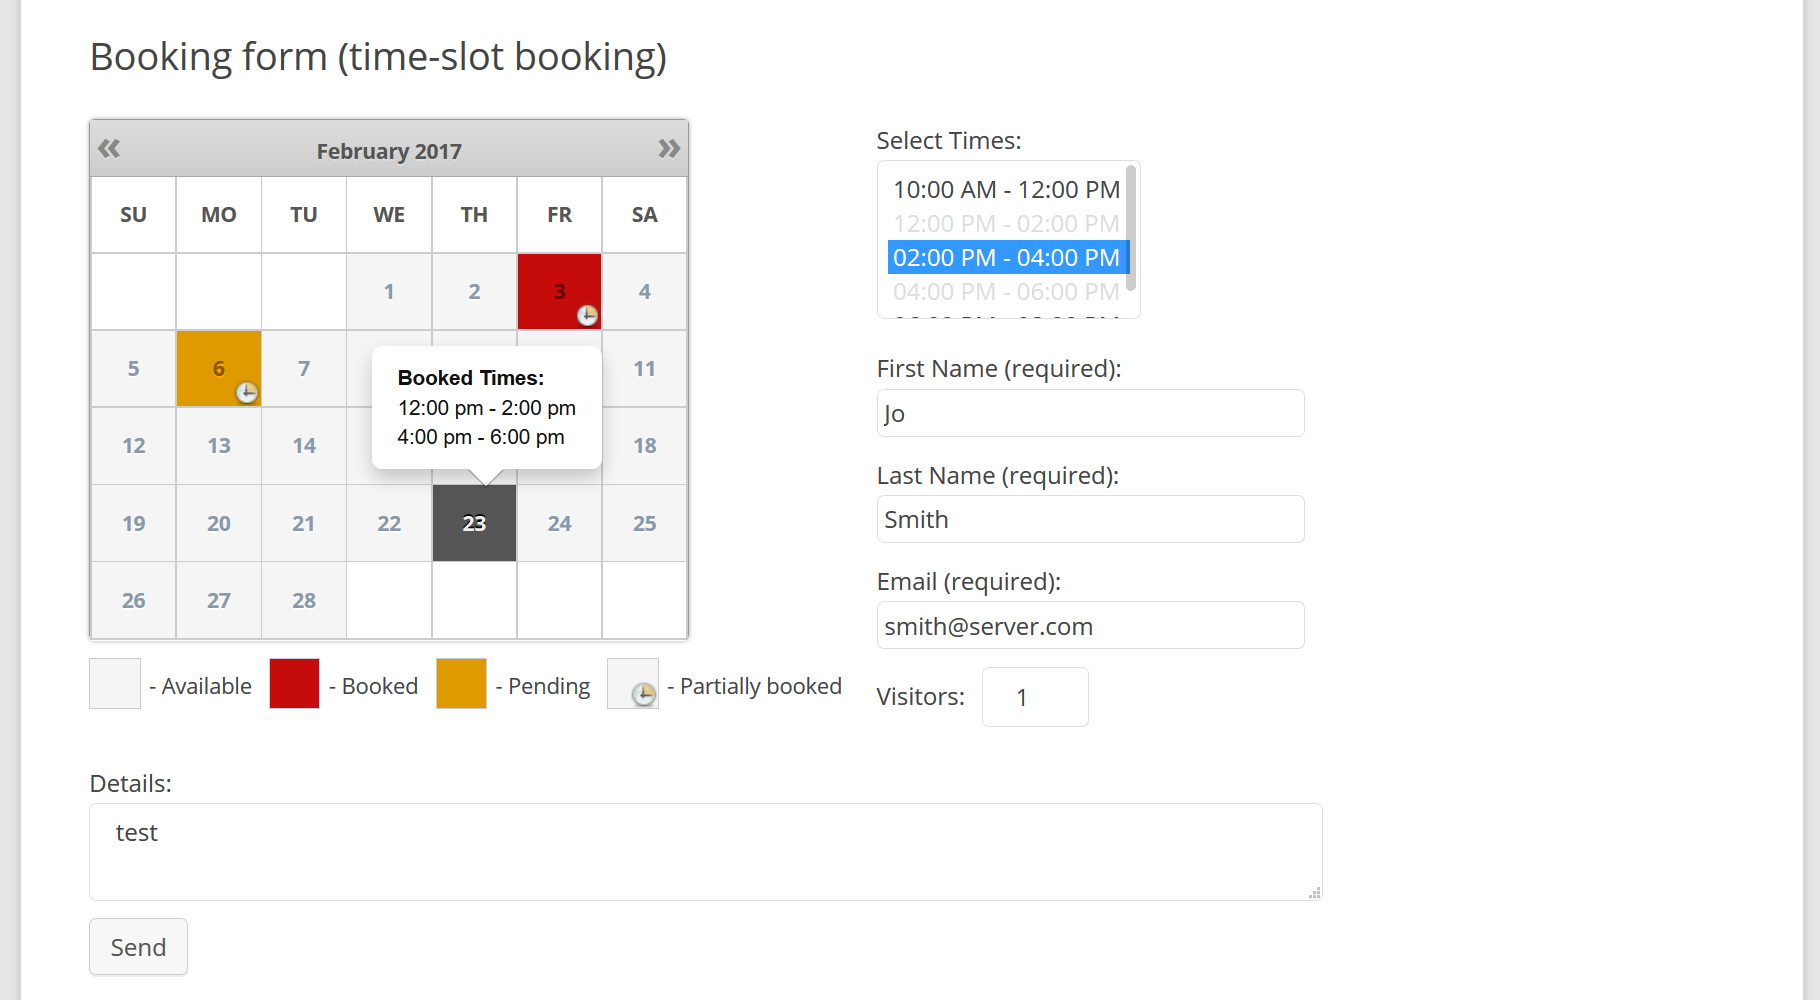 Booking form (time-slot booking)
« February 2017 »
SU MO TU WE TH FR SA
1 2 3 4
5 6 7 11
12 13 14 18
19 20 21 22 23 24 25
26 27 28
Booked Times:
12:00 pm - 2:00 pm
4:00 pm - 6:00 pm
- Available - Booked - Pending - Partially booked
Select Times:
10:00 AM - 12:00 PM
12:00 PM - 02:00 PM
02:00 PM - 04:00 PM
04:00 PM - 06:00 PM
First Name (required):
Jo
Last Name (required):
Smith
Email (required):
smith@server.com
Visitors: 1
Details:
test
Send